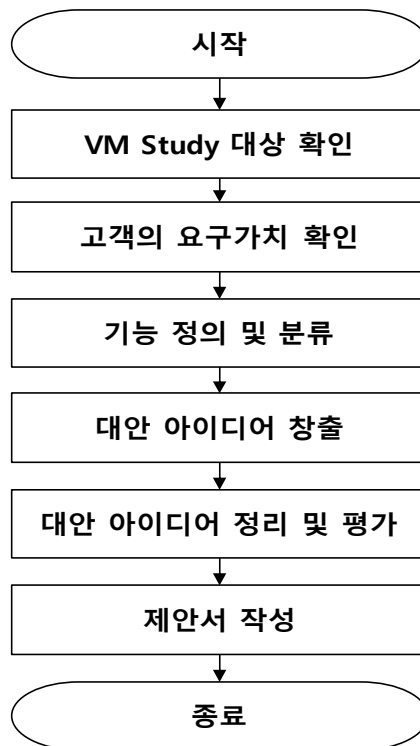 시작
VM Study 대상 확인
고객의 요구가치 확인
기능 정의 및 분류
대안 아이디어 창출
대안 아이디어 정리 및 평가
제안서 작성
종료